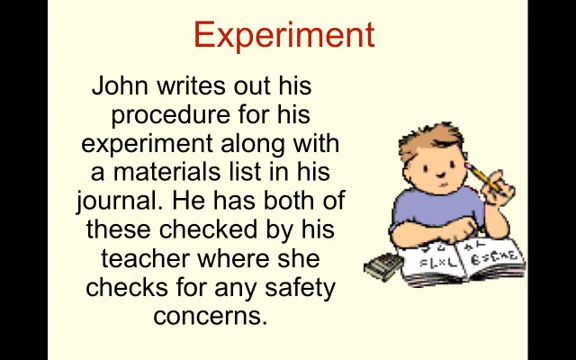 Experiment
John writes out his
procedure for his
experiment along with
a materials list in his
journal. He has both of
these checked by his
teacher where she
checks for any safety
concerns.